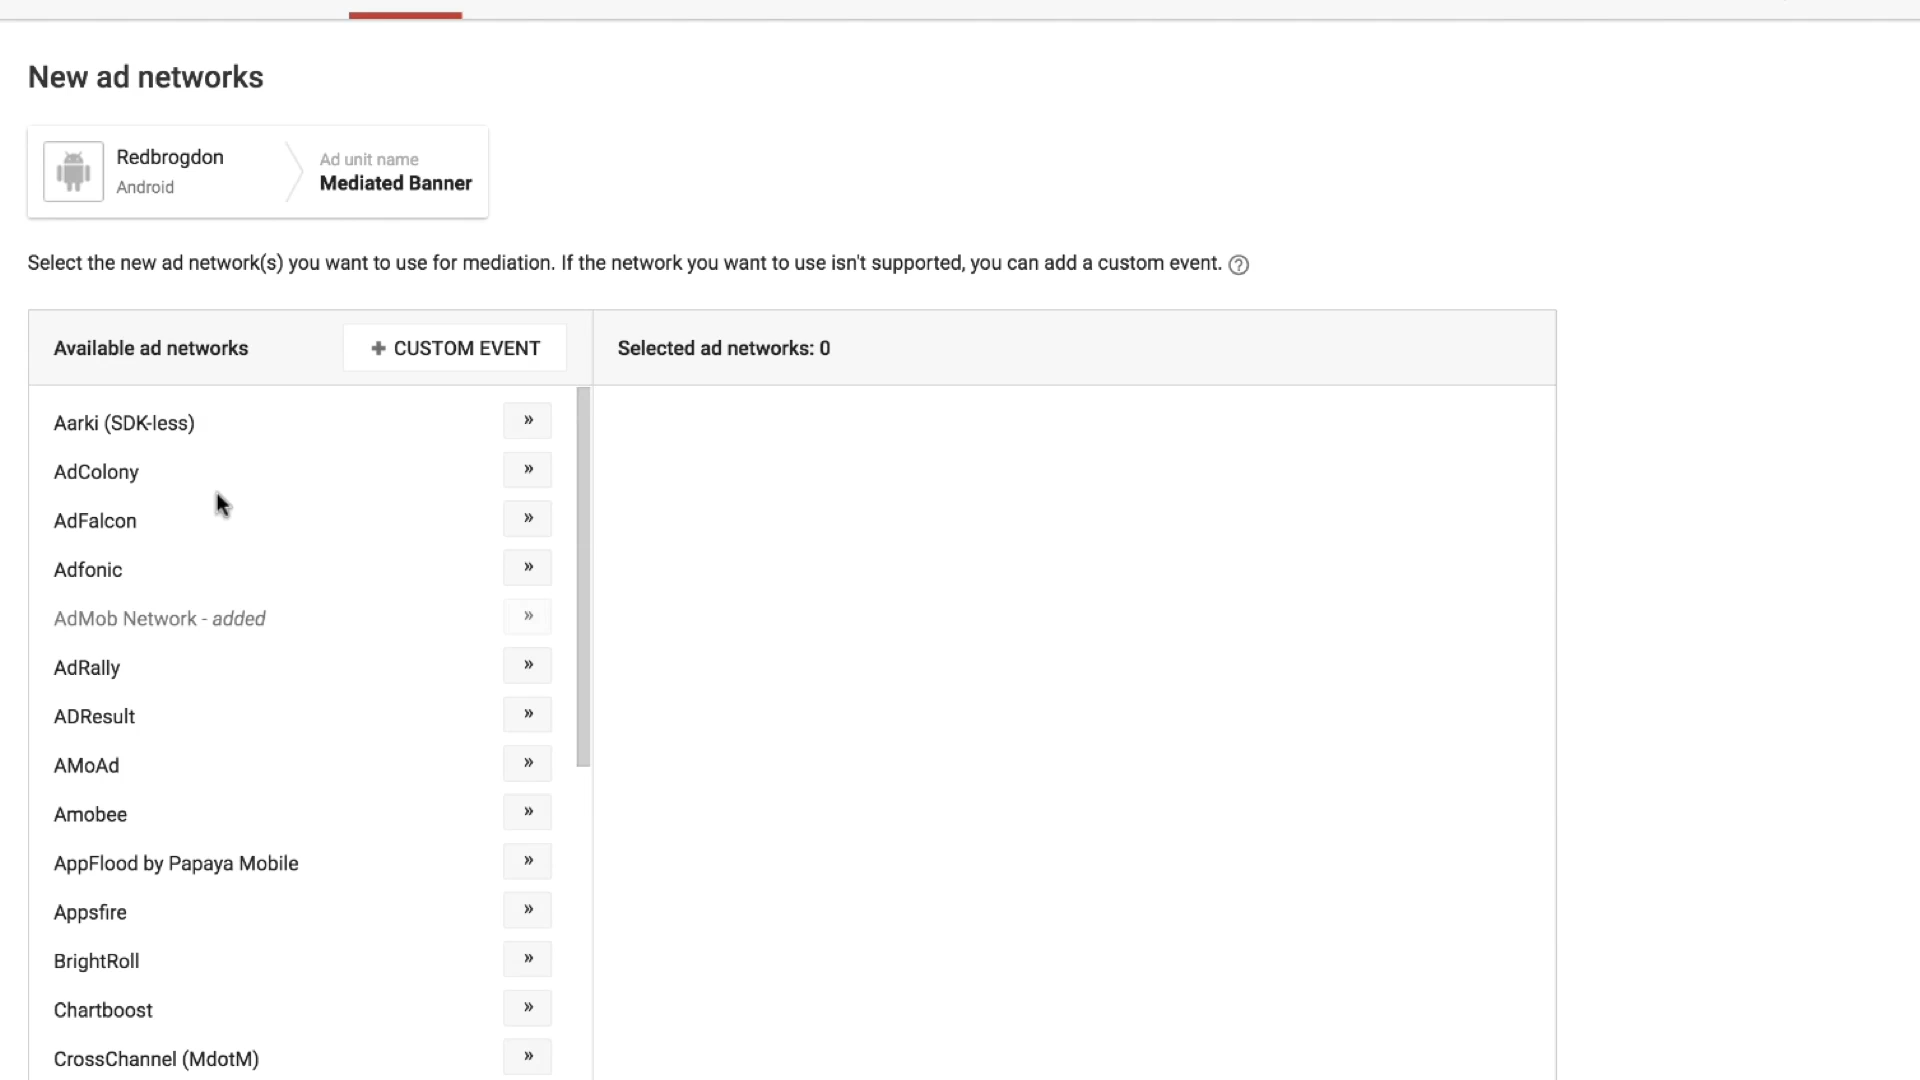 New ad networks
Redbrogdon
Android
Ad unit name
Mediated Banner
Select the new ad network(s) you want to use for mediation. If the network you want to use isn't supported, you can add a custom event. ?
Available ad networks
+ CUSTOM EVENT
Selected ad networks: 0
Aarki (SDK-less) »
AdColony »
AdFalcon »
Adfonic »
AdMob Network - added »
AdRally »
ADResult »
AMoAd »
Amobee »
AppFlood by Papaya Mobile »
Appsfire »
BrightRoll »
Chartboost »
CrossChannel (MdotM) »